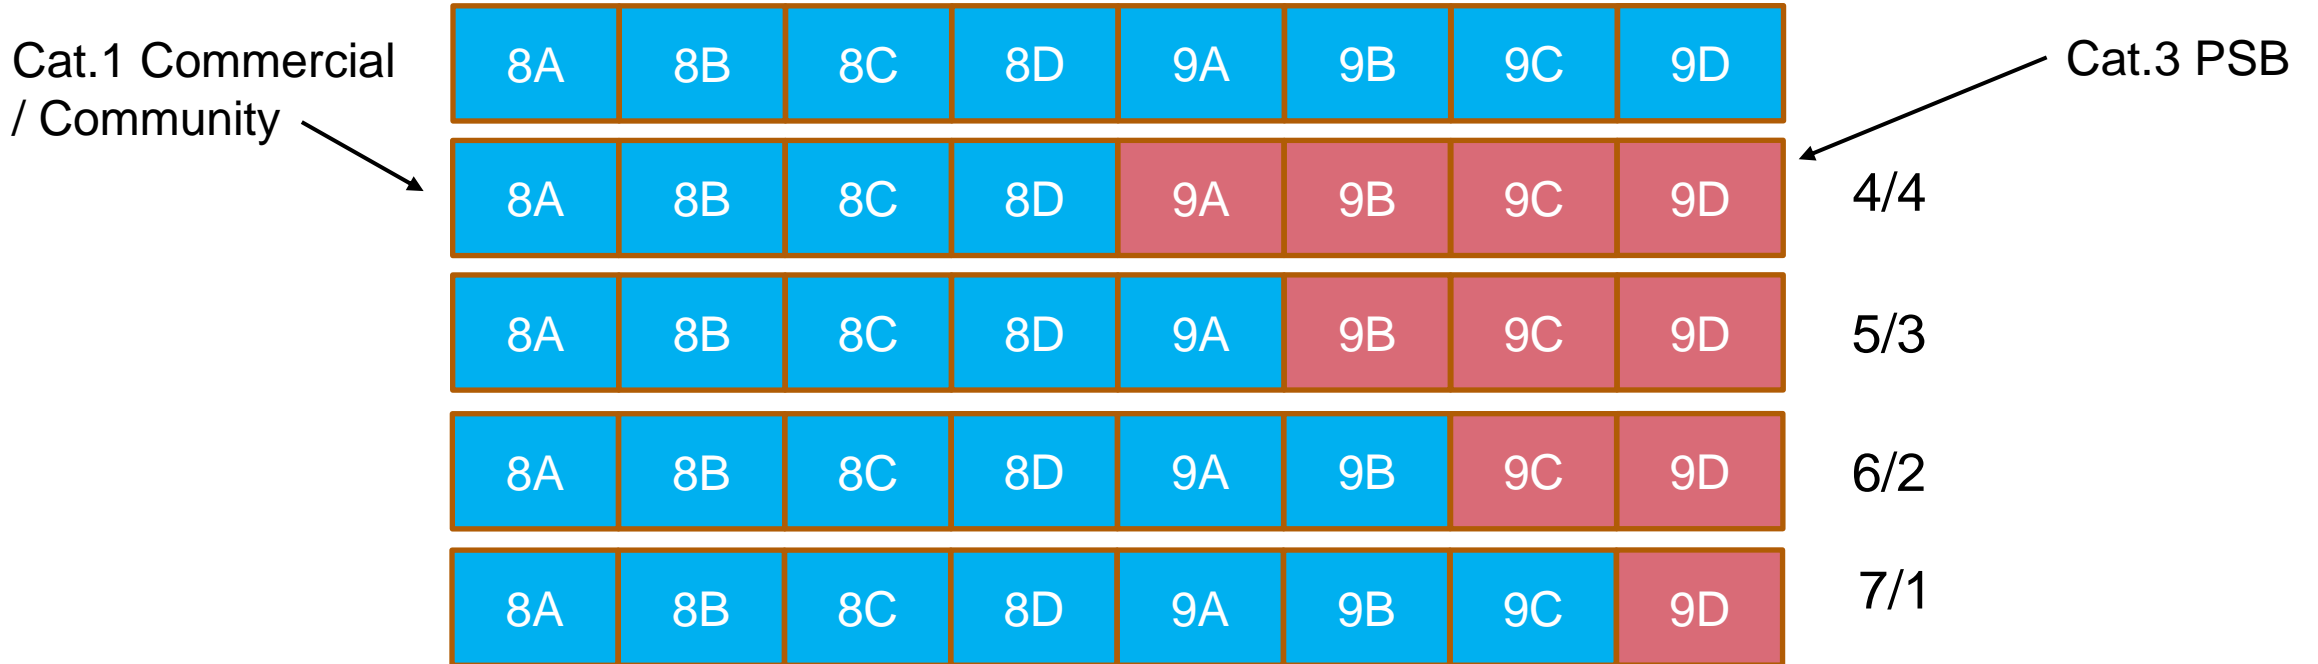 8A 8B 8C 8D 9A 9B 9C 9D
Cat.1 Commercial
/ Community
Cat.3 PSB
8A 8B 8C 8D 9A 9B 9C 9D 4/4
8A 8B 8C 8D 9A 9B 9C 9D 5/3
8A 8B 8C 8D 9A 9B 9C 9D 6/2
8A 8B 8C 8D 9A 9B 9C 9D 7/1